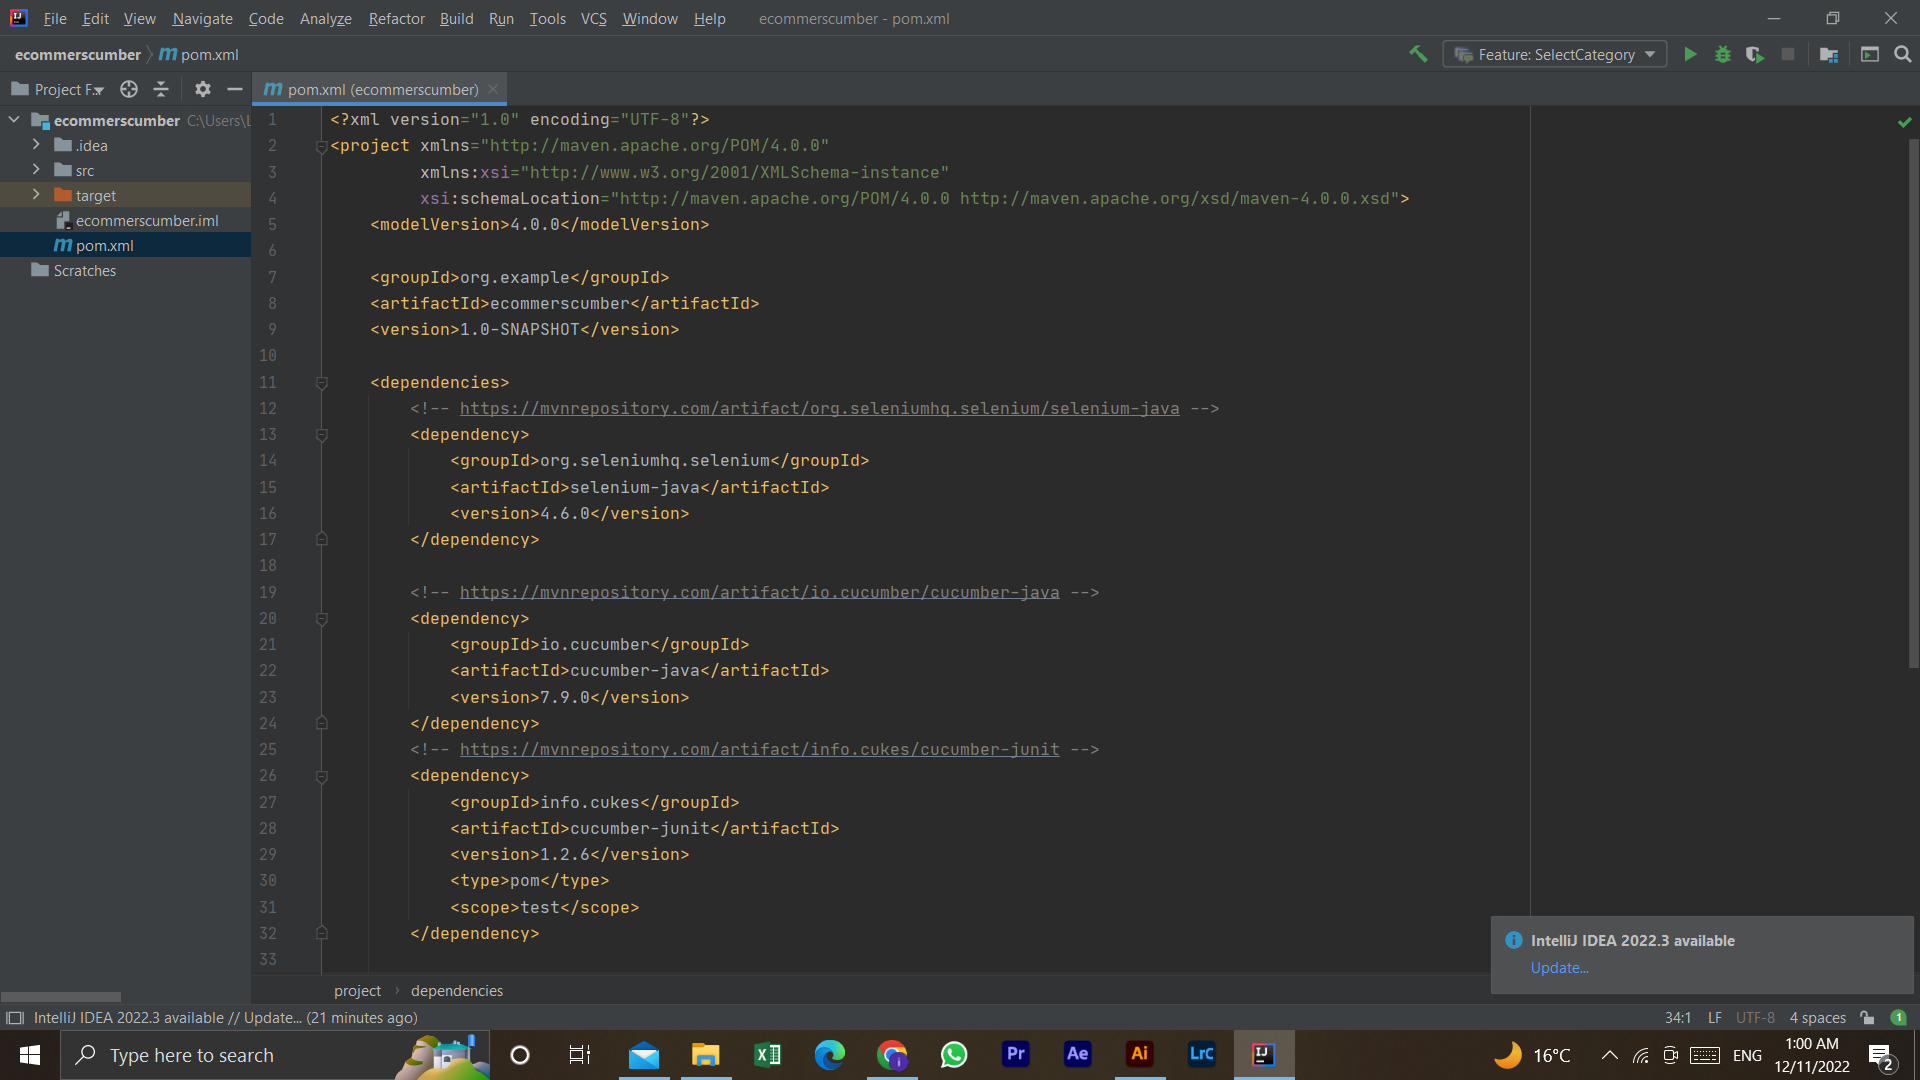 File Edit View Navigate Code Analyze Refactor Build Run Tools VCS Window Help ecommerscumber - pom.xml
ecommerscumber pom.xml Feature: SelectCategory
Project F... pom.xml (ecommerscumber)
ecommerscumber C:\Users\L
.idea
src
target
ecommerscumber.iml
pom.xml
Scratches
1 <?xml version="1.0" encoding="UTF-8"?>
2 <project xmlns="http://maven.apache.org/POM/4.0.0"
3 xmlns:xsi="http://www.w3.org/2001/XMLSchema-instance"
4 xsi:schemaLocation="http://maven.apache.org/POM/4.0.0 http://maven.apache.org/xsd/maven-4.0.0.xsd">
5 <modelVersion>4.0.0</modelVersion>
6
7 <groupId>org.example</groupId>
8 <artifactId>ecommerscumber</artifactId>
9 <version>1.0-SNAPSHOT</version>
10
11 <dependencies>
12 <!-- https://mvnrepository.com/artifact/org.seleniumhq.selenium/selenium-java -->
13 <dependency>
14 <groupId>org.seleniumhq.selenium</groupId>
15 <artifactId>selenium-java</artifactId>
16 <version>4.6.0</version>
17 </dependency>
18
19 <!-- https://mvnrepository.com/artifact/io.cucumber/cucumber-java -->
20 <dependency>
21 <groupId>io.cucumber</groupId>
22 <artifactId>cucumber-java</artifactId>
23 <version>7.9.0</version>
24 </dependency>
25 <!-- https://mvnrepository.com/artifact/info.cukes/cucumber-junit -->
26 <dependency>
27 <groupId>info.cukes</groupId>
28 <artifactId>cucumber-junit</artifactId>
29 <version>1.2.6</version>
30 <type>pom</type>
31 <scope>test</scope>
32 </dependency>
33
IntelliJ IDEA 2022.3 available
Update...
project › dependencies
IntelliJ IDEA 2022.3 available // Update... (21 minutes ago) 34:1 LF UTF-8 4 spaces 1
Type here to search Pr Ae Ai LrC IJ 16°C ENG 1:00 AM
12/11/2022 2